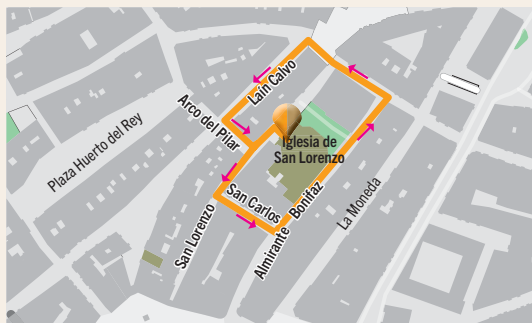 Laín Calvo
Arco del Pilar
Plaza Huerto del Rey
Iglesia de
San Lorenzo
San Carlos
San Lorenzo
Almirante Bonifaz
La Moneda